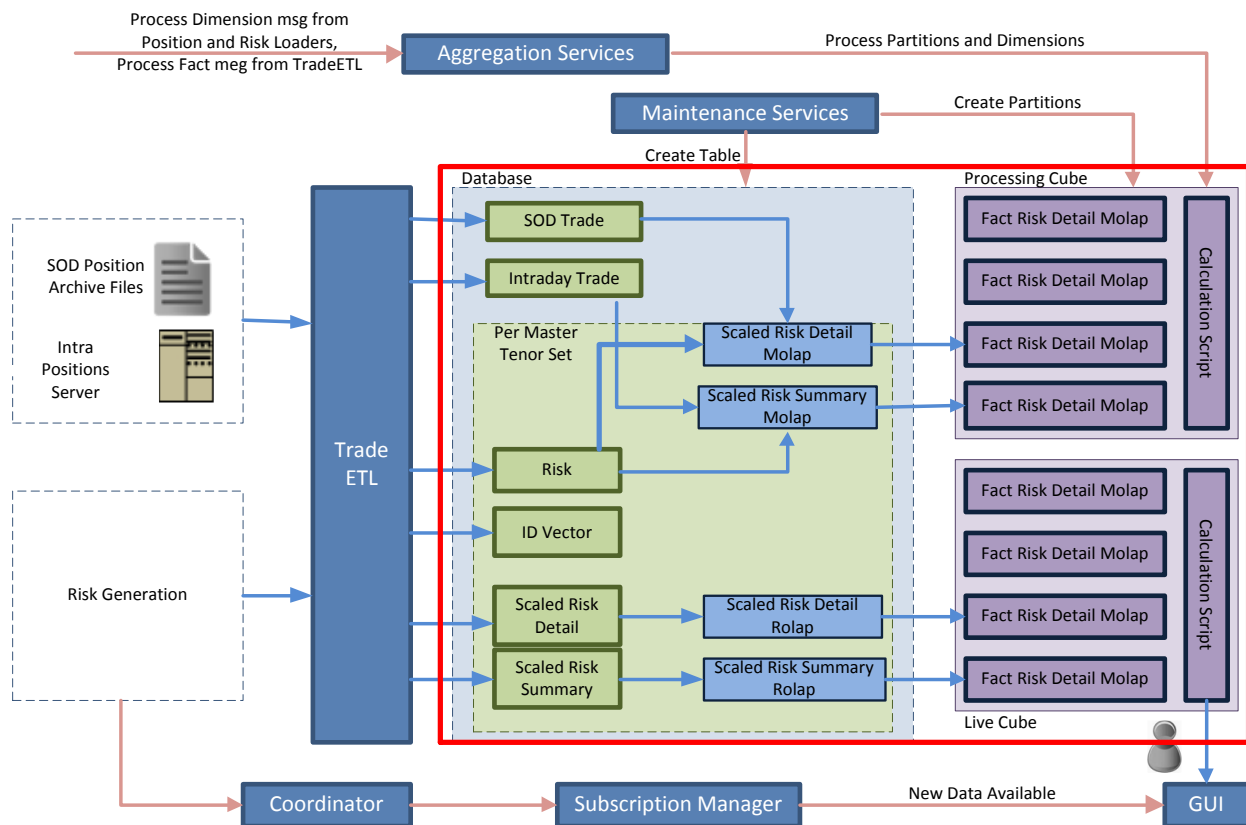 Process Dimension msg from
Position and Risk Loaders,
Process Fact meg from TradeETL
Aggregation Services
Process Partitions and Dimensions
Maintenance Services
Create Partitions
Create Table
Database
Processing Cube
SOD Position
Archive Files
Intra
Positions
Server
Risk Generation
Trade
ETL
SOD Trade
Intraday Trade
Per Master
Tenor Set
Scaled Risk Detail
Molap
Scaled Risk Summary
Molap
Risk
ID Vector
Scaled Risk
Detail
Scaled Risk
Summary
Scaled Risk Detail
Rolap
Scaled Risk Summary
Rolap
Fact Risk Detail Molap
Fact Risk Detail Molap
Fact Risk Detail Molap
Fact Risk Detail Molap
Calculation Script
Fact Risk Detail Molap
Fact Risk Detail Molap
Fact Risk Detail Molap
Fact Risk Detail Molap
Calculation Script
Live Cube
Coordinator
Subscription Manager
New Data Available
GUI